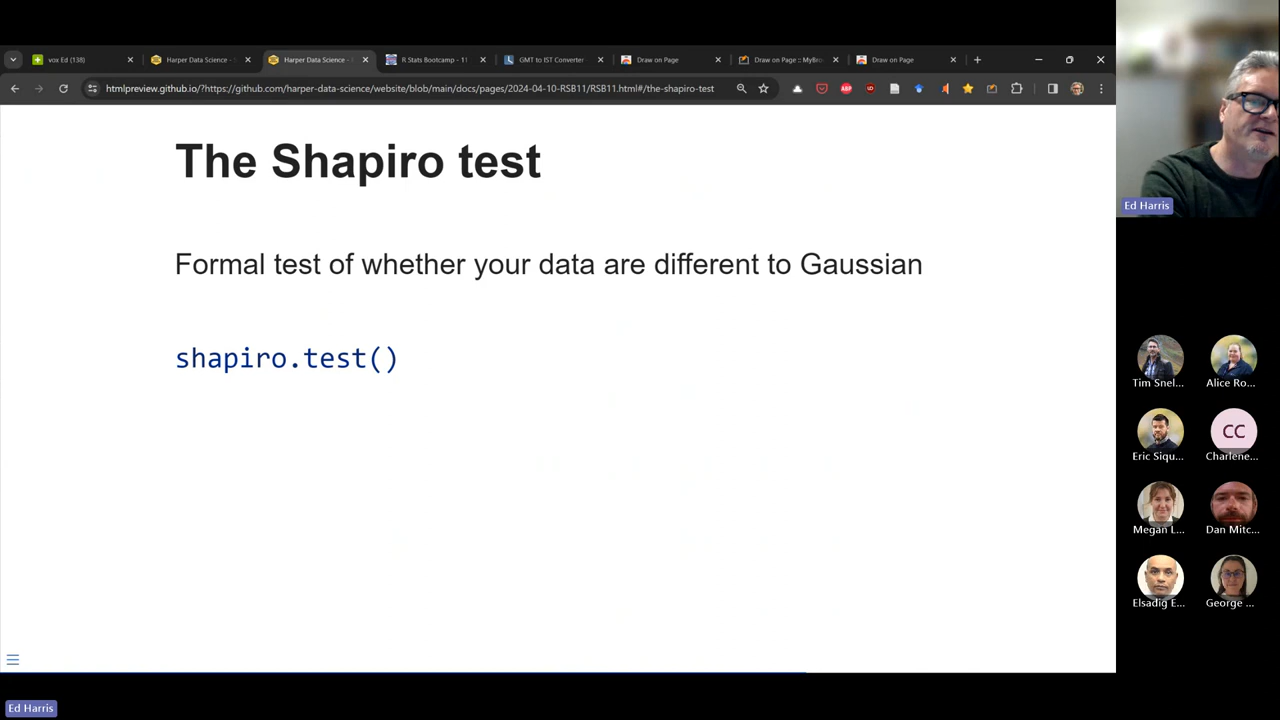 vox Ed (138)
Harper Data Science -
Harper Data Science -
R Stats Bootcamp - 11
GMT to IST Converter
Draw on Page
Draw on Page :: MyBro
Draw on Page
htmlpreview.github.io/?https://github.com/harper-data-science/website/blob/main/docs/pages/2024-04-10-RSB11/RSB11.html#/the-shapiro-test
The Shapiro test
Formal test of whether your data are different to Gaussian
shapiro.test()
Ed Harris
Tim Snel...
Alice Ro...
Eric Siqu...
CC
Charlene...
Megan L...
Dan Mitc...
Elsadig E...
George ...
Ed Harris